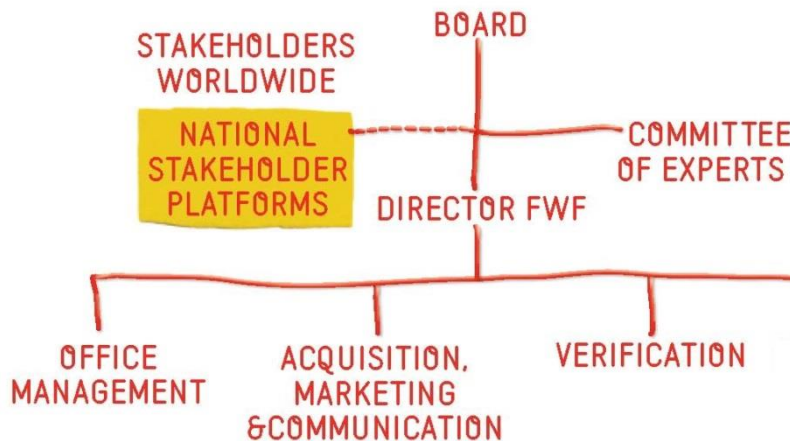 BOARD
STAKEHOLDERS
WORLDWIDE
NATIONAL
STAKEHOLDER
PLATFORMS
COMMITTEE
OF EXPERTS
DIRECTOR FWF
OFFICE
MANAGEMENT
ACQUISITION,
MARKETING
&COMMUNICATION
VERIFICATION